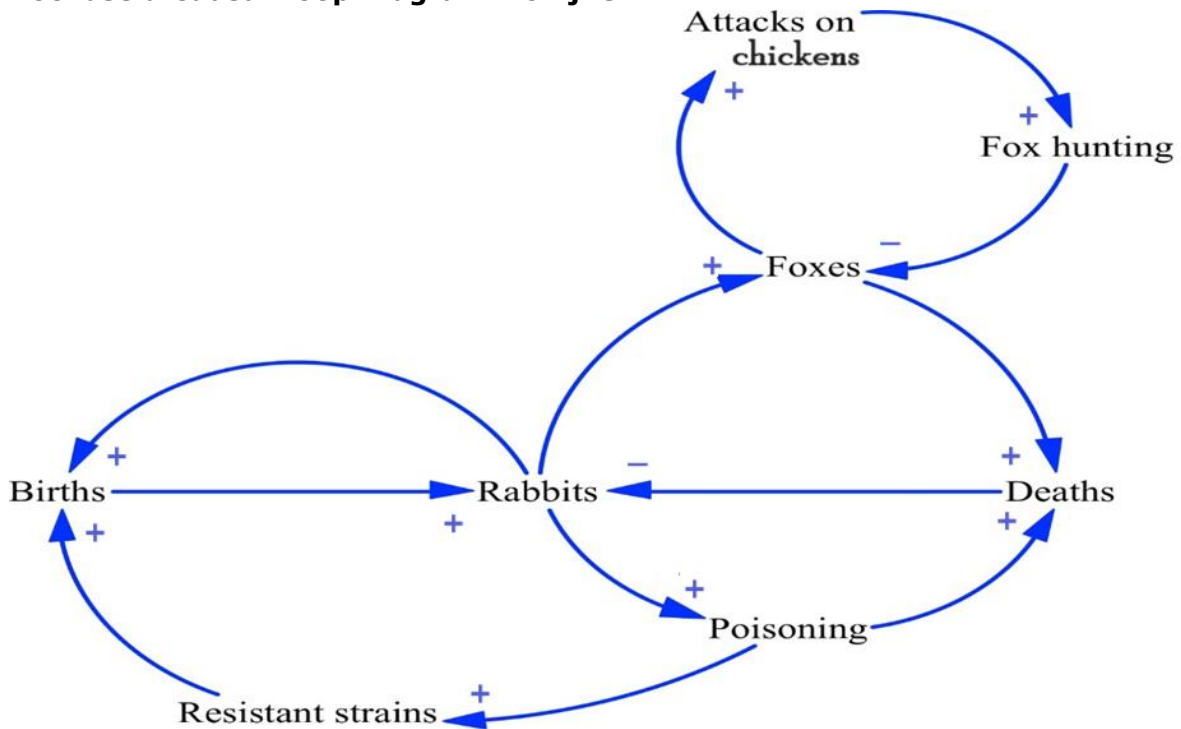 Attacks on
chickens
+
+
Fox hunting
−
+
Foxes
+
+
−
Births
Rabbits
Deaths
+
+
+
+
Poisoning
+
Resistant strains